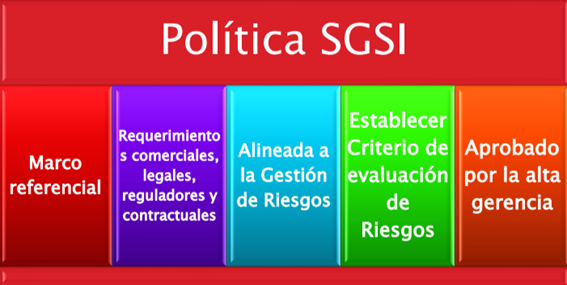 Política SGSI
Marco
referencial
Requerimiento
s comerciales,
legales,
reguladores y
contractuales
Alineada a
la Gestión
de Riesgos
Establecer
Criterio de
evaluación
de
Riesgos
Aprobado
por la alta
gerencia